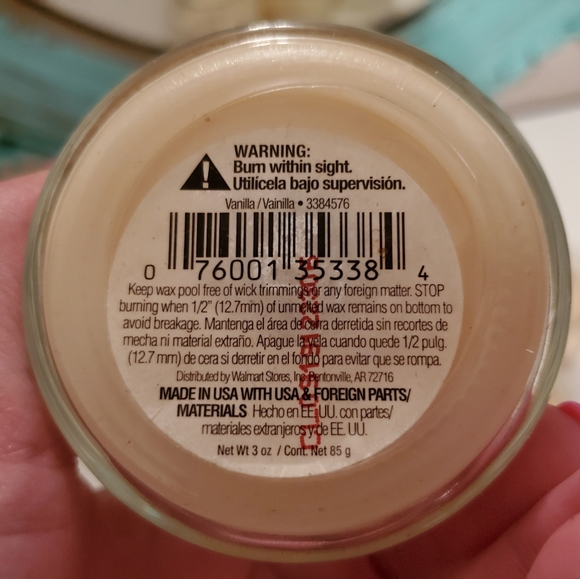 WARNING:
Burn within sight.
Utilícela bajo supervisión.
Vanilla / Vainilla • 3384576
0 76001 35338 4
Keep wax pool free of wick trimmings or any foreign matter. STOP
burning when 1/2" (12.7mm) of unmelted wax remains on bottom to
avoid breakage. Mantenga el área de cera derretida sin recortes de
mecha ni material extraño. Apague la vela cuando quede 1/2 pulg.
(12.7 mm) de cera si derretir en el fondo para evitar que se rompa.
Distributed by Walmart Stores, Inc. Bentonville, AR 72716
MADE IN USA WITH USA & FOREIGN PARTS/
MATERIALS Hecho en EE. UU. con partes/
materiales extranjeros y de EE. UU.
Net Wt 3 oz / Cont. Net 85 g